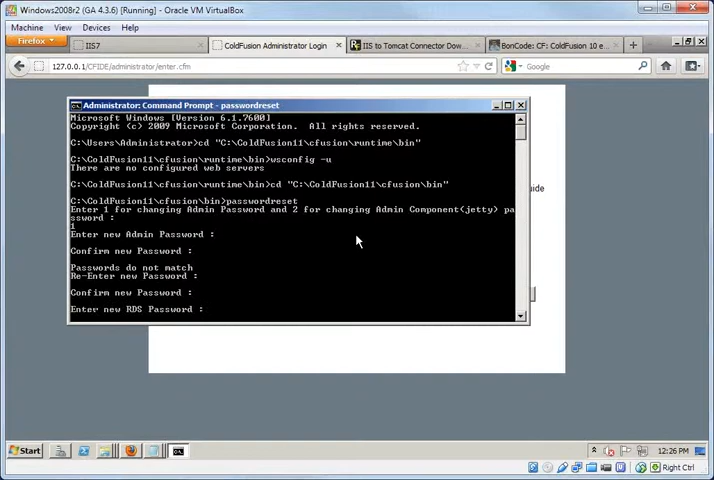 Windows2008r2 (GA 4.3.6) [Running] - Oracle VM VirtualBox
Machine View Devices Help
Firefox
IIS7
ColdFusion Administrator Login
IIS to Tomcat Connector Dow...
BonCode: CF: ColdFusion 10 e...
127.0.0.1/CFIDE/administrator/enter.cfm
Google
Administrator: Command Prompt - passwordreset
Microsoft Windows [Version 6.1.7600]
Copyright (c) 2009 Microsoft Corporation. All rights reserved.
C:\Users\Administrator>cd "C:\ColdFusion11\cfusion\runtime\bin"
C:\ColdFusion11\cfusion\runtime\bin>wsconfig -u
There are no configured web servers
C:\ColdFusion11\cfusion\runtime\bin>cd "C:\ColdFusion11\cfusion\bin"
C:\ColdFusion11\cfusion\bin>passwordreset
Enter 1 for changing Admin Password and 2 for changing Admin Component(jetty) pa
ssword :
1
Enter new Admin Password :
Confirm new Password :
Passwords do not match
Re-Enter new Password :
Confirm new Password :
Enter new RDS Password :
uide
Start
12:26 PM
Right Ctrl